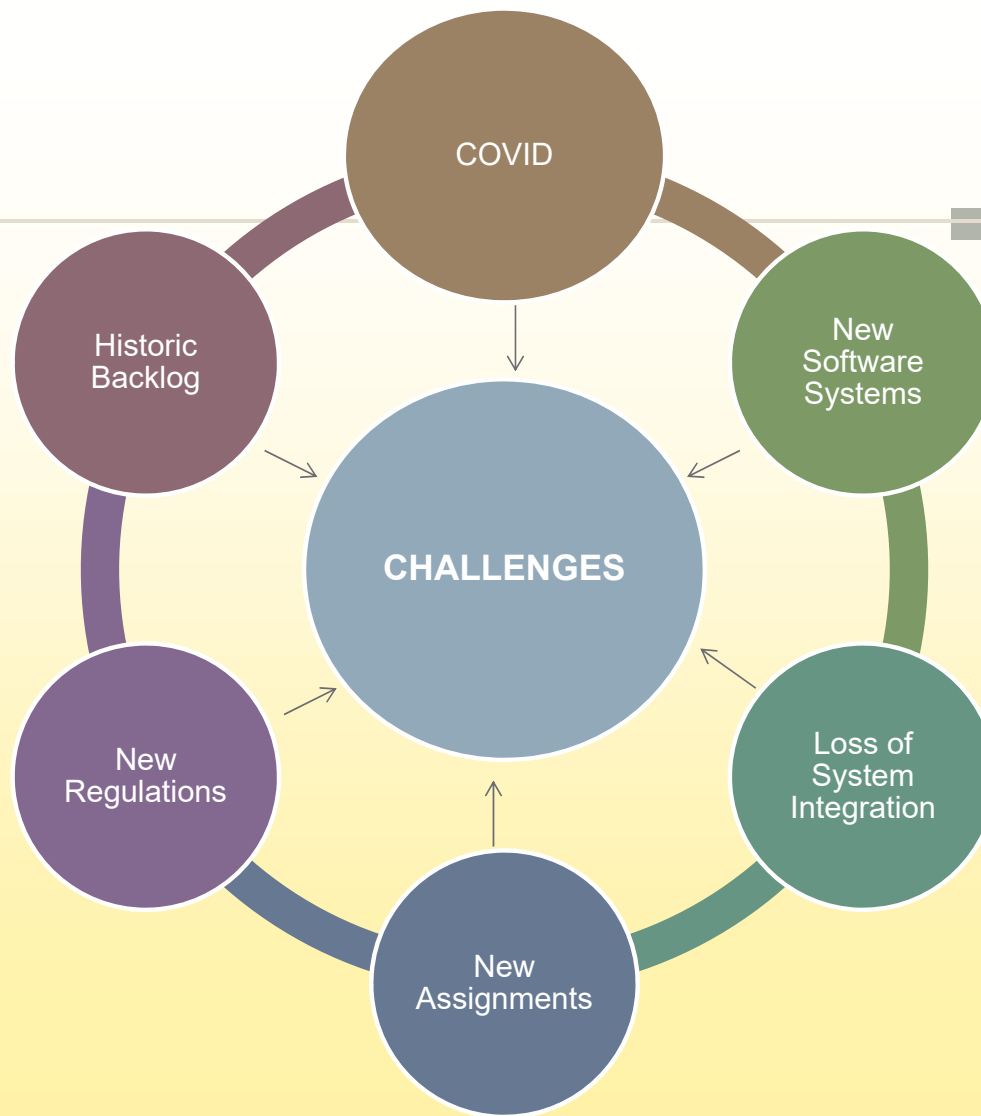 COVID
New
Software
Systems
Historic
Backlog
CHALLENGES
Loss of
System
Integration
New
Regulations
New
Assignments